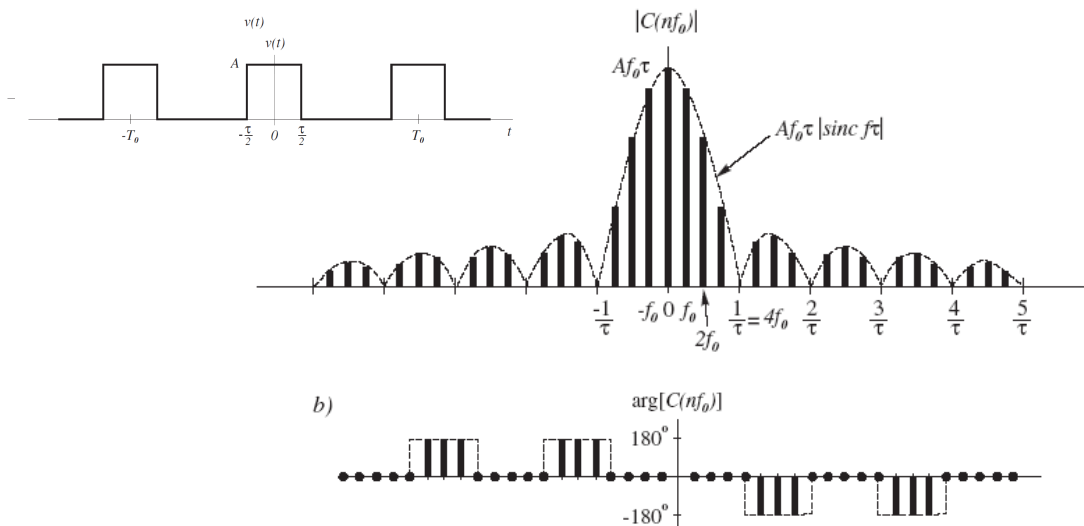 v(t)
v(t)
A
-T₀ -τ/2 0 τ/2 T₀ t
|C(nf₀)|
Af₀τ
Af₀τ |sinc fτ|
-1/τ -f₀ 0 f₀ 1/τ = 4f₀ 2/τ 3/τ 4/τ 5/τ
2f₀
b) arg[C(nf₀)]
180°
-180°